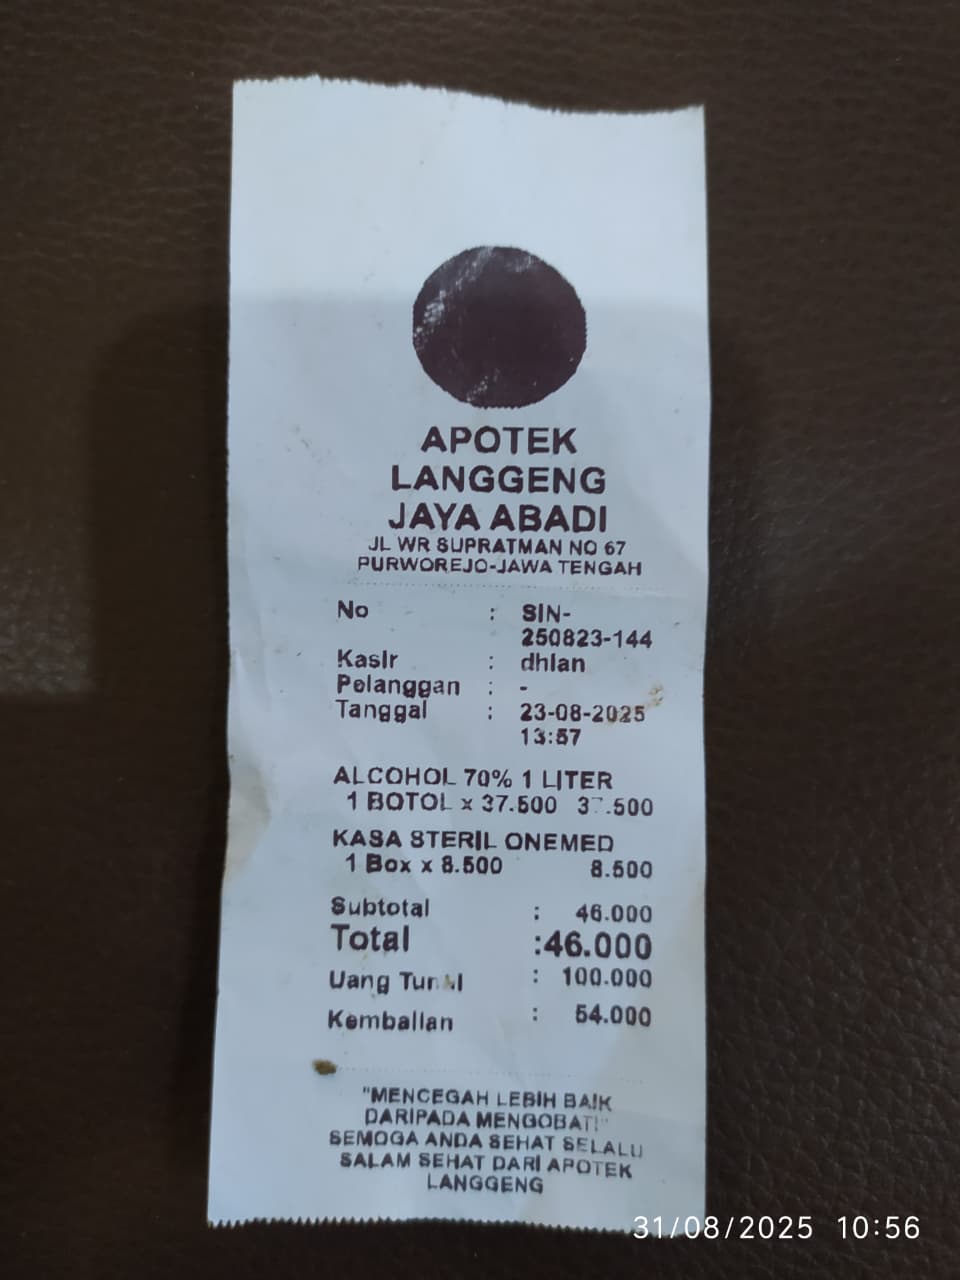 APOTEK
LANGGENG
JAYA ABADI
JL WR SUPRATMAN NO 67
PURWOREJO-JAWA TENGAH
No : SIN-
250823-144
Kasir : dhian
Pelanggan : -
Tanggal : 23-08-2025
13:57
ALCOHOL 70% 1 LITER
1 BOTOL x 37.500 37.500
KASA STERIL ONEMED
1 Box x 8.500 8.500
Subtotal : 46.000
Total :46.000
Uang Tunai : 100.000
Kembalian : 54.000
"MENCEGAH LEBIH BAIK
DARIPADA MENGOBATI"
SEMOGA ANDA SEHAT SELALU
SALAM SEHAT DARI APOTEK
LANGGENG
31/08/2025 10:56